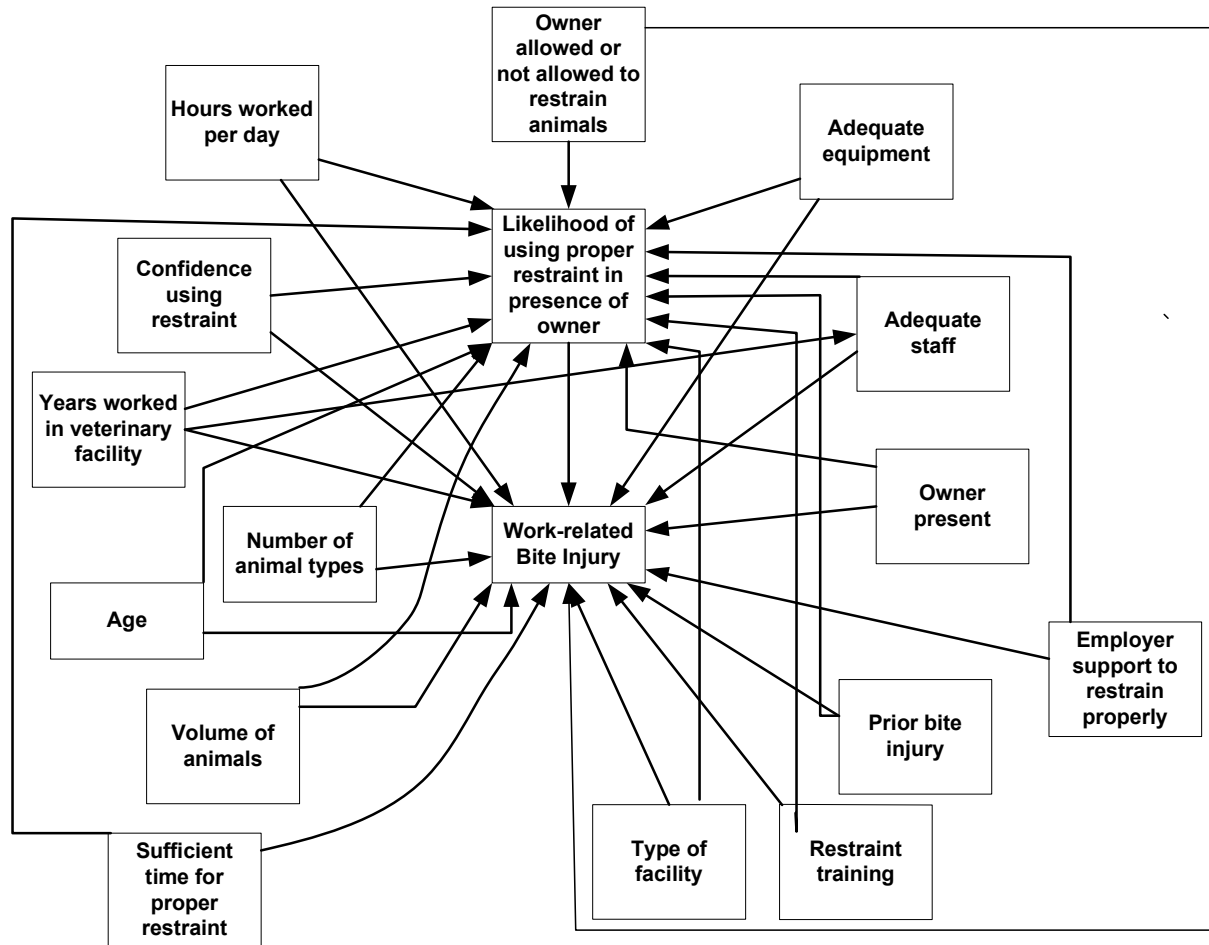 Owner
allowed or
not allowed to
restrain
animals
Hours worked
per day
Adequate
equipment
Likelihood of
using proper
restraint in
presence of
owner
Confidence
using
restraint
Adequate
staff
Years worked
in veterinary
facility
Owner
present
Number of
animal types
Work-related
Bite Injury
Age
Employer
support to
restrain
properly
Volume of
animals
Prior bite
injury
Type of
facility
Restraint
training
Sufficient
time for
proper
restraint